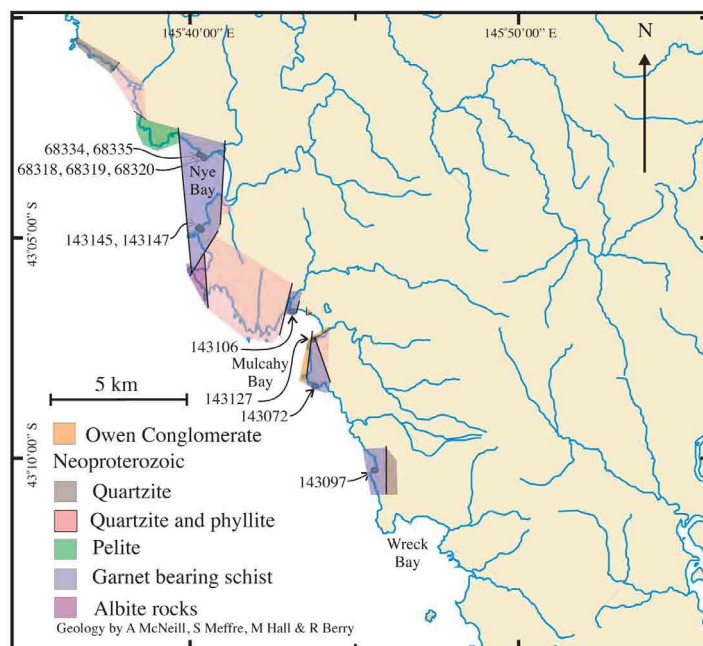 145°40'00'' E
145°50'00'' E
N
68334, 68335
68318, 68319, 68320
Nye
Bay
43°05'00'' S
143145, 143147
143106
Mulcahy
Bay
143127
5 km
143072
Owen Conglomerate
Neoproterozoic
43°10'00'' S
143097
Quartzite
Quartzite and phyllite
Pelite
Wreck
Bay
Garnet bearing schist
Albite rocks
Geology by A McNeill, S Meffre, M Hall & R Berry